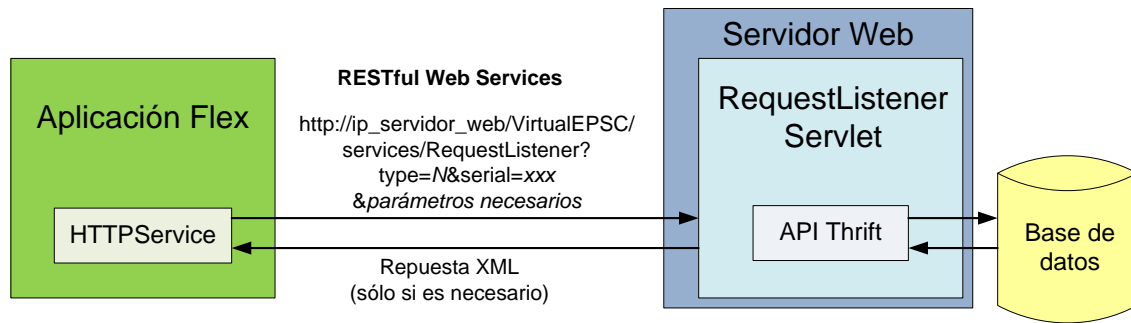 Aplicación Flex
HTTPService
RESTful Web Services
http://ip_servidor_web/VirtualEPSC/
services/RequestListener?
type=N&serial=xxx
&parámetros necesarios
Repuesta XML
(sólo si es necesario)
Servidor Web
RequestListener
Servlet
API Thrift
Base de
datos